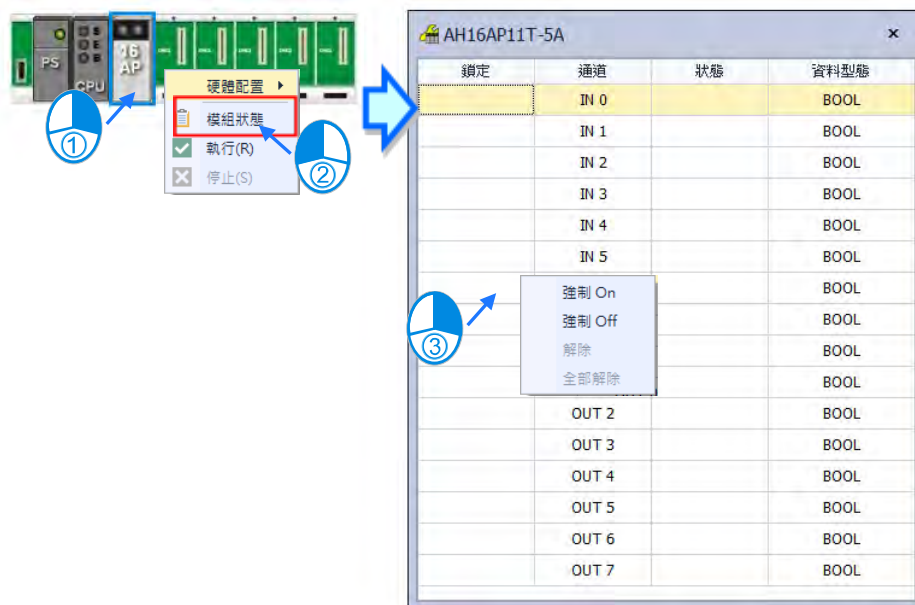 PS
CPU
16
AP
硬體配置
模組狀態
執行(R)
停止(S)
①
②
③
AH16AP11T-5A
鎖定 通道 狀態 資料型態
IN 0 BOOL
IN 1 BOOL
IN 2 BOOL
IN 3 BOOL
IN 4 BOOL
IN 5 BOOL
BOOL
BOOL
BOOL
BOOL
強制 On
強制 Off
解除
全部解除
OUT 2 BOOL
OUT 3 BOOL
OUT 4 BOOL
OUT 5 BOOL
OUT 6 BOOL
OUT 7 BOOL